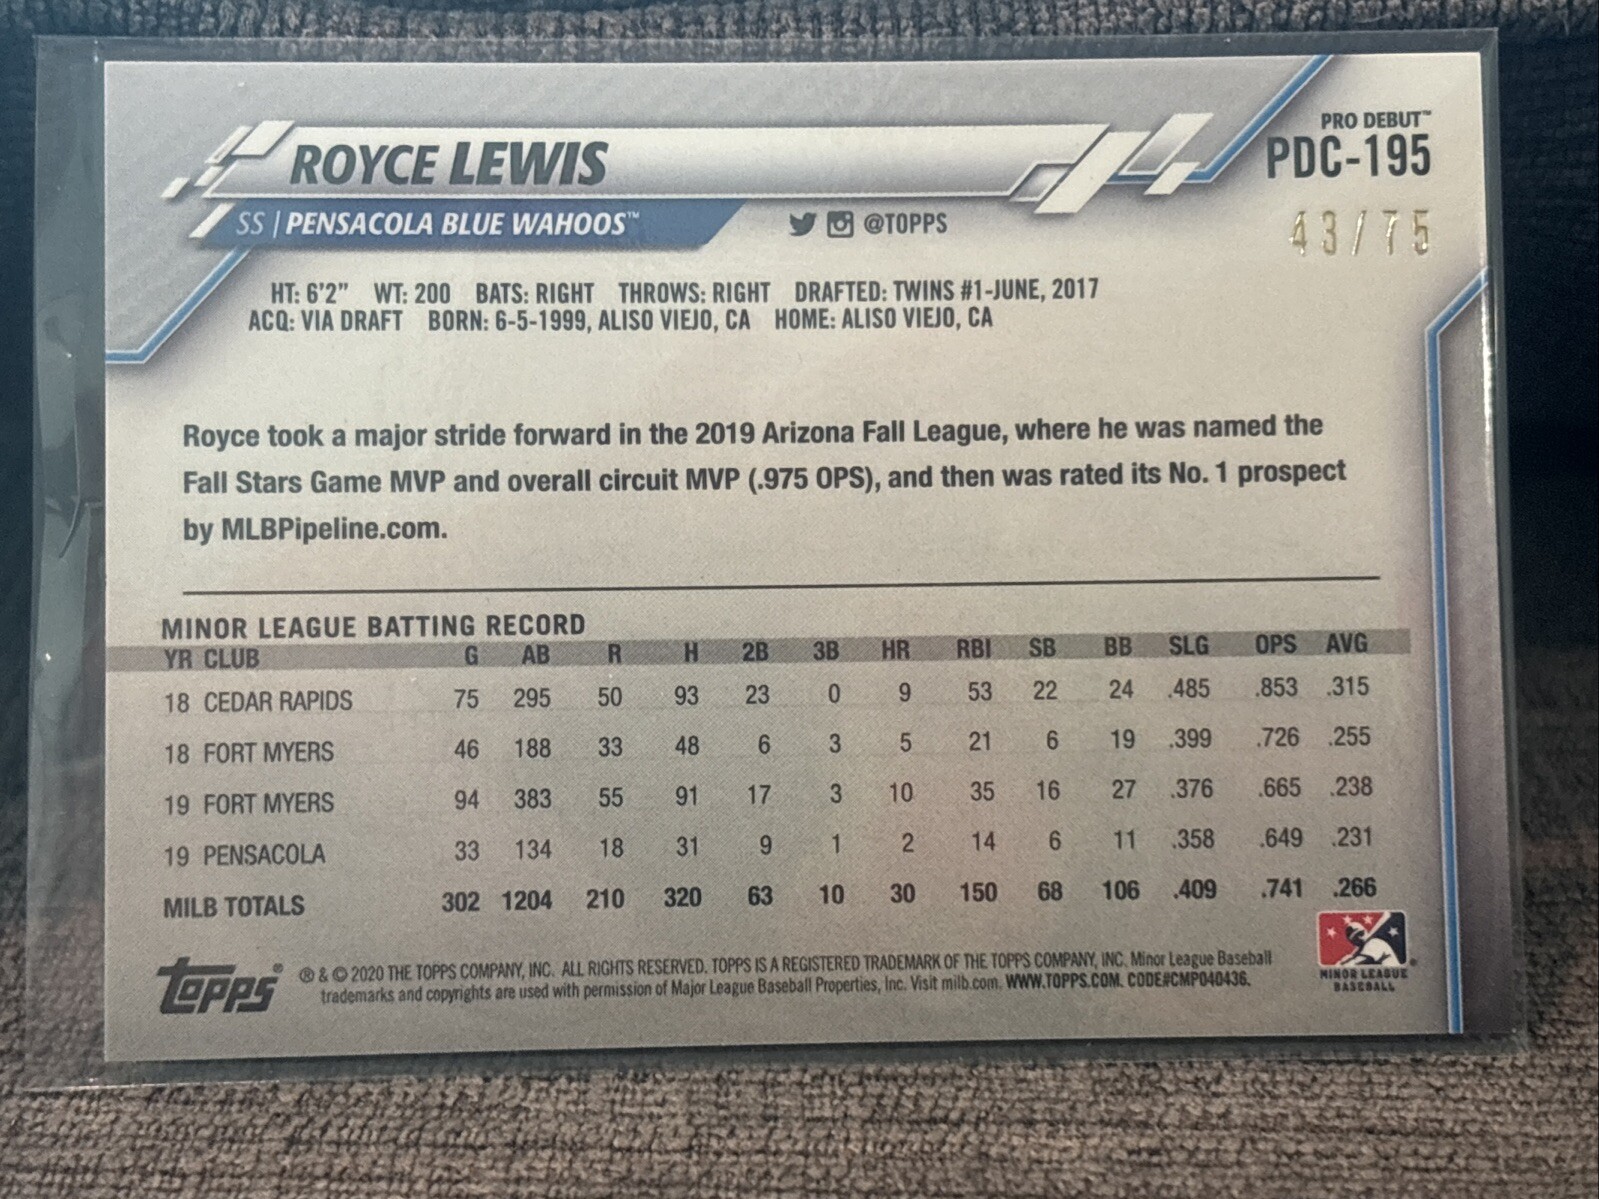 PRO DEBUT™
PDC-195
ROYCE LEWIS
43/75
SS | PENSACOLA BLUE WAHOOS™ @TOPPS
HT: 6'2" WT: 200 BATS: RIGHT THROWS: RIGHT DRAFTED: TWINS #1-JUNE, 2017
ACQ: VIA DRAFT BORN: 6-5-1999, ALISO VIEJO, CA HOME: ALISO VIEJO, CA
Royce took a major stride forward in the 2019 Arizona Fall League, where he was named the
Fall Stars Game MVP and overall circuit MVP (.975 OPS), and then was rated its No. 1 prospect
by MLBPipeline.com.
MINOR LEAGUE BATTING RECORD
YR CLUB G AB R H 2B 3B HR RBI SB BB SLG OPS AVG
18 CEDAR RAPIDS 75 295 50 93 23 0 9 53 22 24 .485 .853 .315
18 FORT MYERS 46 188 33 48 6 3 5 21 6 19 .399 .726 .255
19 FORT MYERS 94 383 55 91 17 3 10 35 16 27 .376 .665 .238
19 PENSACOLA 33 134 18 31 9 1 2 14 6 11 .358 .649 .231
MILB TOTALS 302 1204 210 320 63 10 30 150 68 106 .409 .741 .266
Topps® ® & © 2020 THE TOPPS COMPANY, INC. ALL RIGHTS RESERVED. TOPPS IS A REGISTERED TRADEMARK OF THE TOPPS COMPANY, INC. Minor League Baseball
trademarks and copyrights are used with permission of Major League Baseball Properties, Inc. Visit milb.com. WWW.TOPPS.COM. CODE#CMP040436.
MINOR LEAGUE
BASEBALL®